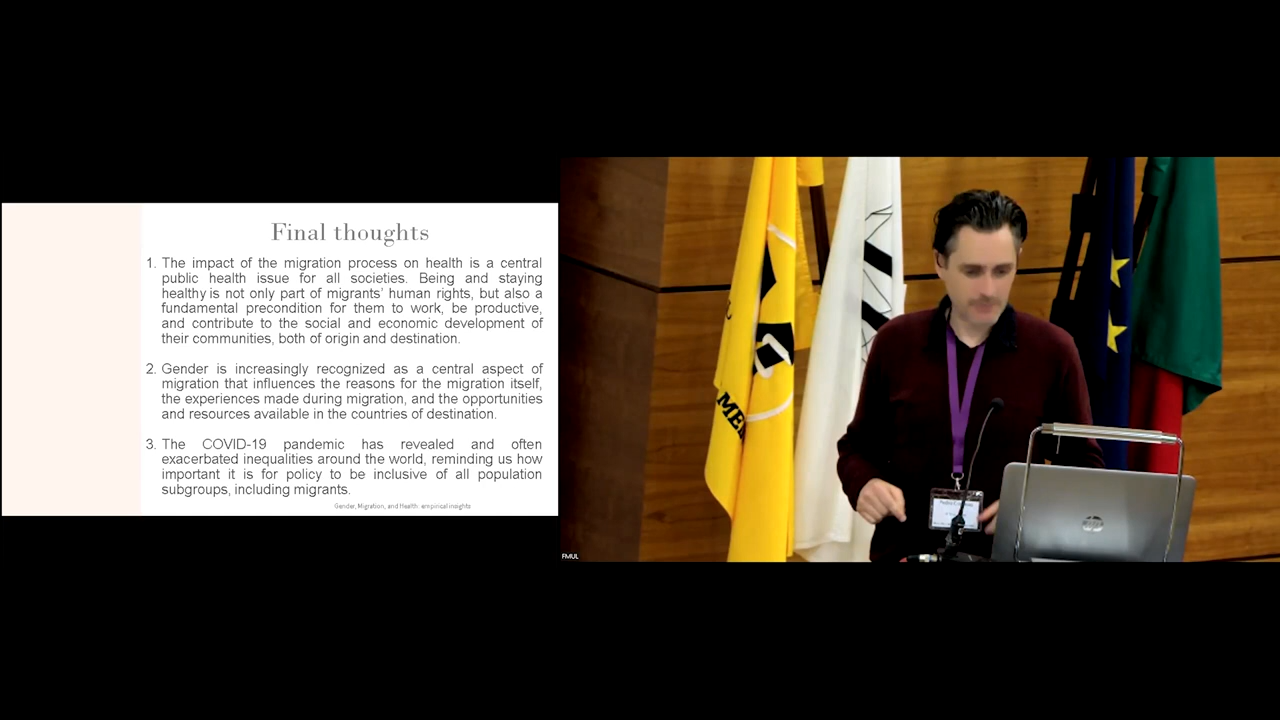 Final thoughts
1. The impact of the migration process on health is a central
public health issue for all societies. Being and staying
healthy is not only part of migrants' human rights, but also a
fundamental precondition for them to work, be productive,
and contribute to the social and economic development of
their communities, both of origin and destination.
2. Gender is increasingly recognized as a central aspect of
migration that influences the reasons for the migration itself,
the experiences made during migration, and the opportunities
and resources available in the countries of destination.
3. The COVID-19 pandemic has revealed and often
exacerbated inequalities around the world, reminding us how
important it is for policy to be inclusive of all population
subgroups, including migrants.
Gender, Migration, and Health: empirical insights
FMUL